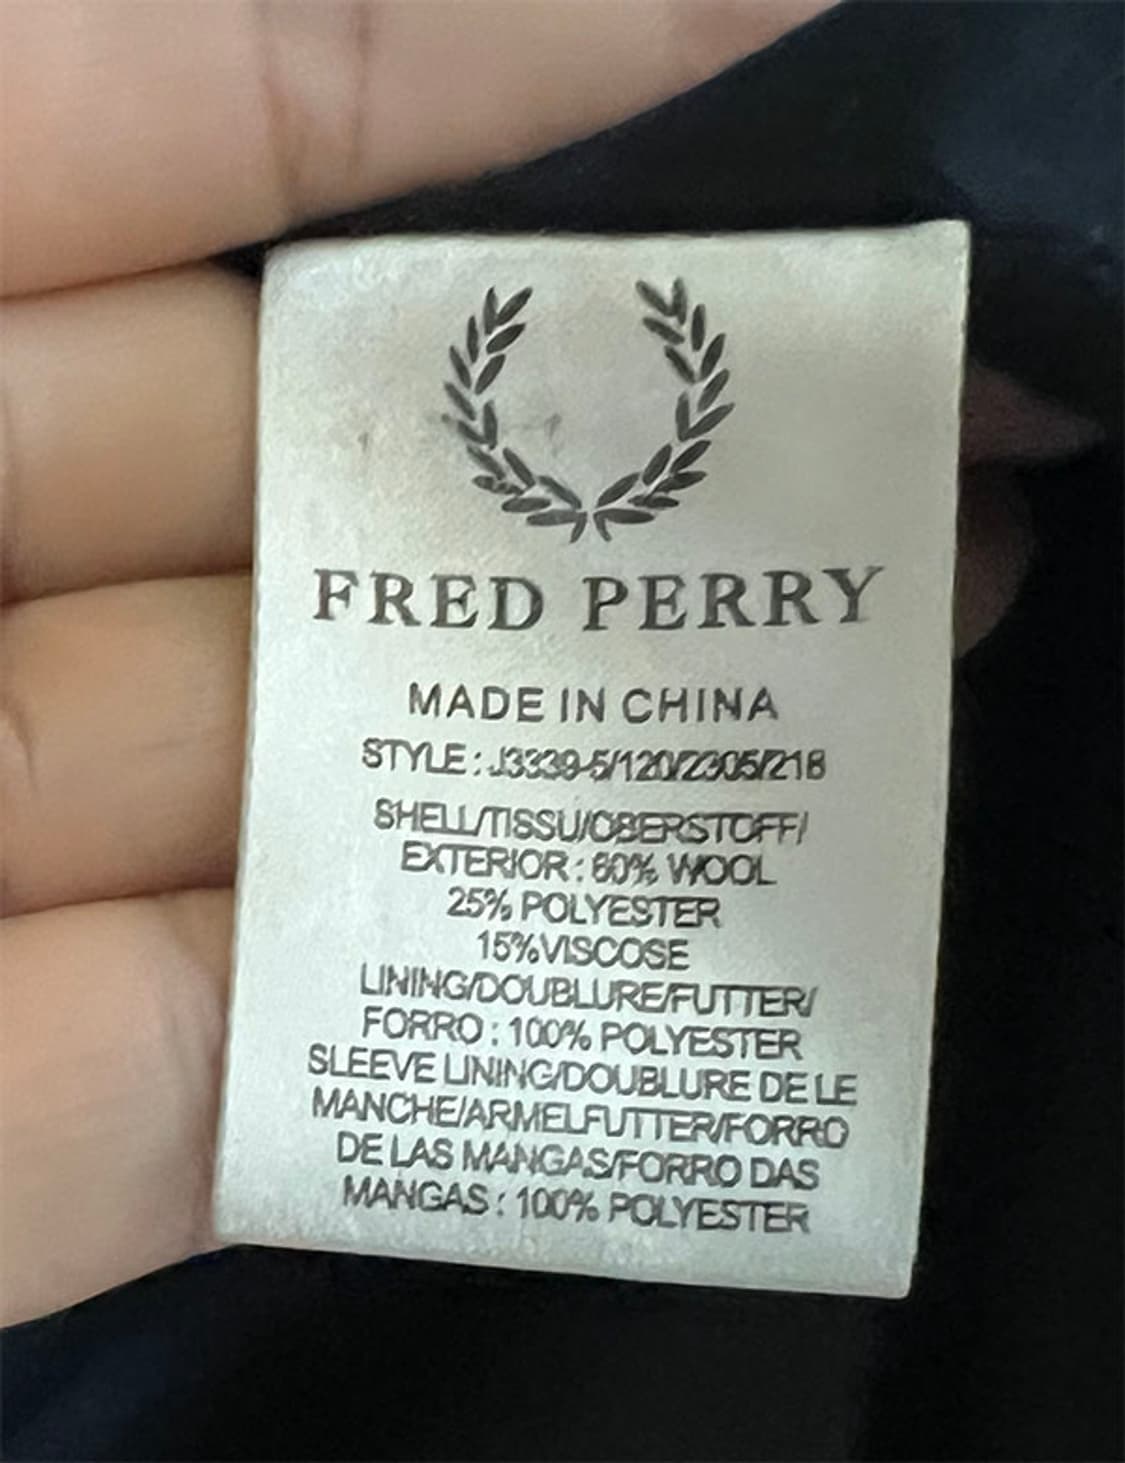 FRED PERRY
MADE IN CHINA
STYLE : J3339-5/120/2305/218
SHELL/TISSU/OBERSTOFF/
EXTERIOR : 60% WOOL
25% POLYESTER
15%VISCOSE
LINING/DOUBLURE/FUTTER/
FORRO : 100% POLYESTER
SLEEVE LINING/DOUBLURE DE LE
MANCHE/ARMELFUTTER/FORRO
DE LAS MANGAS/FORRO DAS
MANGAS : 100% POLYESTER